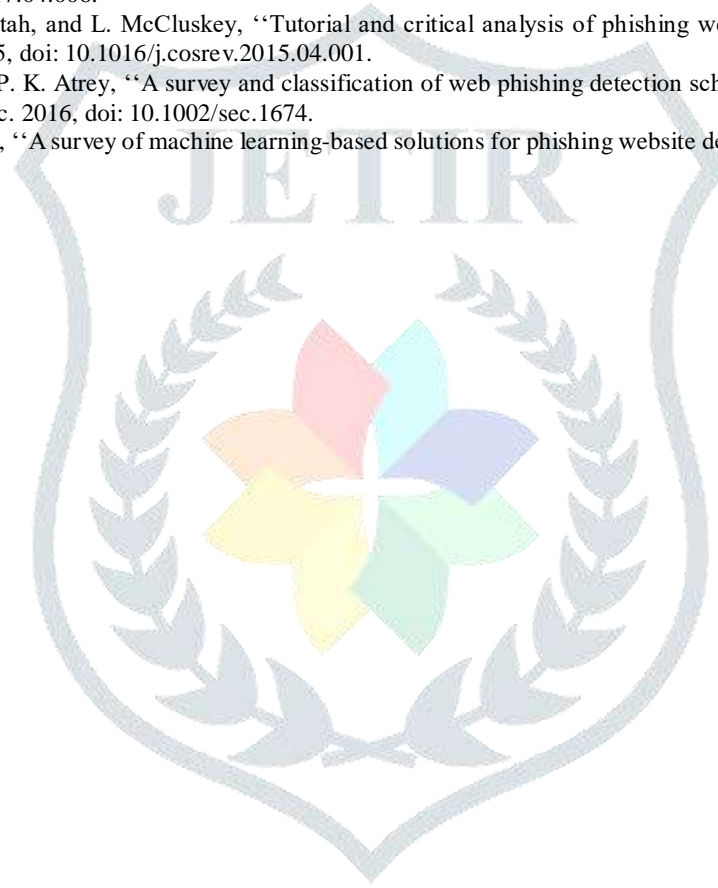 tah, and L. McCluskey, ‘‘Tutorial and critical analysis of phishing we
5, doi: 10.1016/j.cosrev.2015.04.001.
P. K. Atrey, ‘‘A survey and classification of web phishing detection sch
c. 2016, doi: 10.1002/sec.1674.
, ‘‘A survey of machine learning-based solutions for phishing website de
JETIR